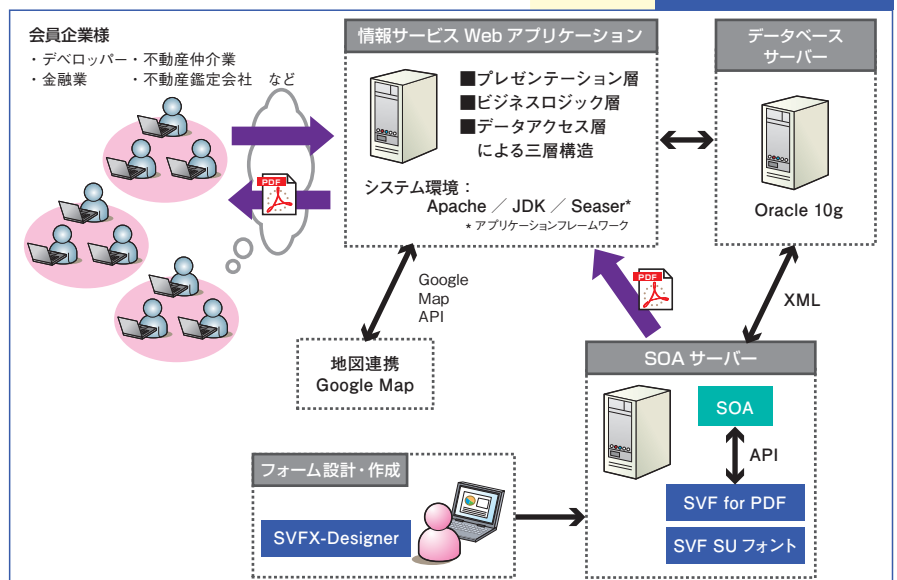 会員企業様
・デベロッパー・不動産仲介業
・金融業　　・不動産鑑定会社　など
情報サービス Web アプリケーション
■プレゼンテーション層
■ビジネスロジック層
■データアクセス層
による三層構造
システム環境：
Apache ／ JDK ／ Seaser*
* アプリケーションフレームワーク
データベース
サーバー
Oracle 10g
PDF
Google
Map
API
PDF
XML
地図連携
Google Map
SOA サーバー
SOA
API
SVF for PDF
SVF SU フォント
フォーム設計・作成
SVFX-Designer